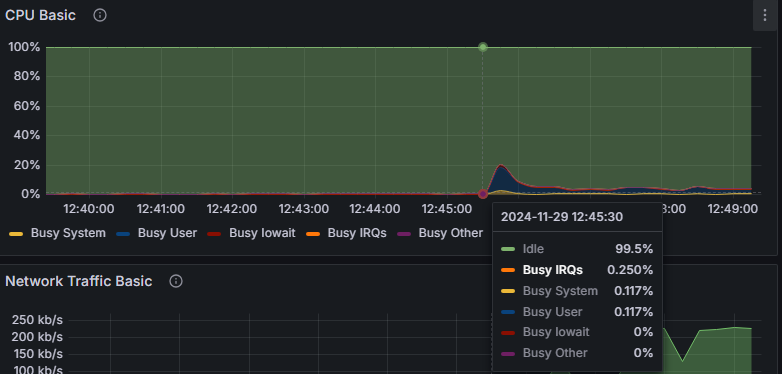 CPU Basic
100%
80%
60%
40%
20%
0%
12:40:00 12:41:00 12:42:00 12:43:00 12:44:00 12:45:00 8:00 12:49:00
Busy System Busy User Busy Iowait Busy IRQs Busy Other
2024-11-29 12:45:30
Idle 99.5%
Busy IRQs 0.250%
Busy System 0.117%
Busy User 0.117%
Busy Iowait 0%
Busy Other 0%
Network Traffic Basic
250 kb/s
200 kb/s
150 kb/s
100 kb/s